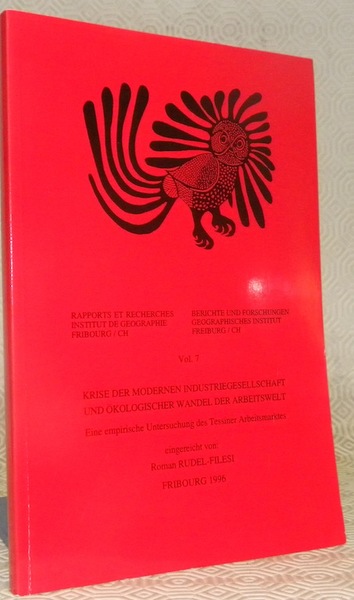 RAPPORTS ET RECHERCHES
INSTITUT DE GEOGRAPHIE
FRIBOURG / CH
BERICHTE UND FORSCHUNGEN
GEOGRAPHISCHES INSTITUT
FREIBURG / CH
Vol. 7
KRISE DER MODERNEN INDUSTRIEGESELLSCHAFT
UND ÖKOLOGISCHER WANDEL DER ARBEITSWELT
Eine empirische Untersuchung des Tessiner Arbeitsmarktes
eingereicht von:
Roman RUDEL-FILESI
FRIBOURG 1996